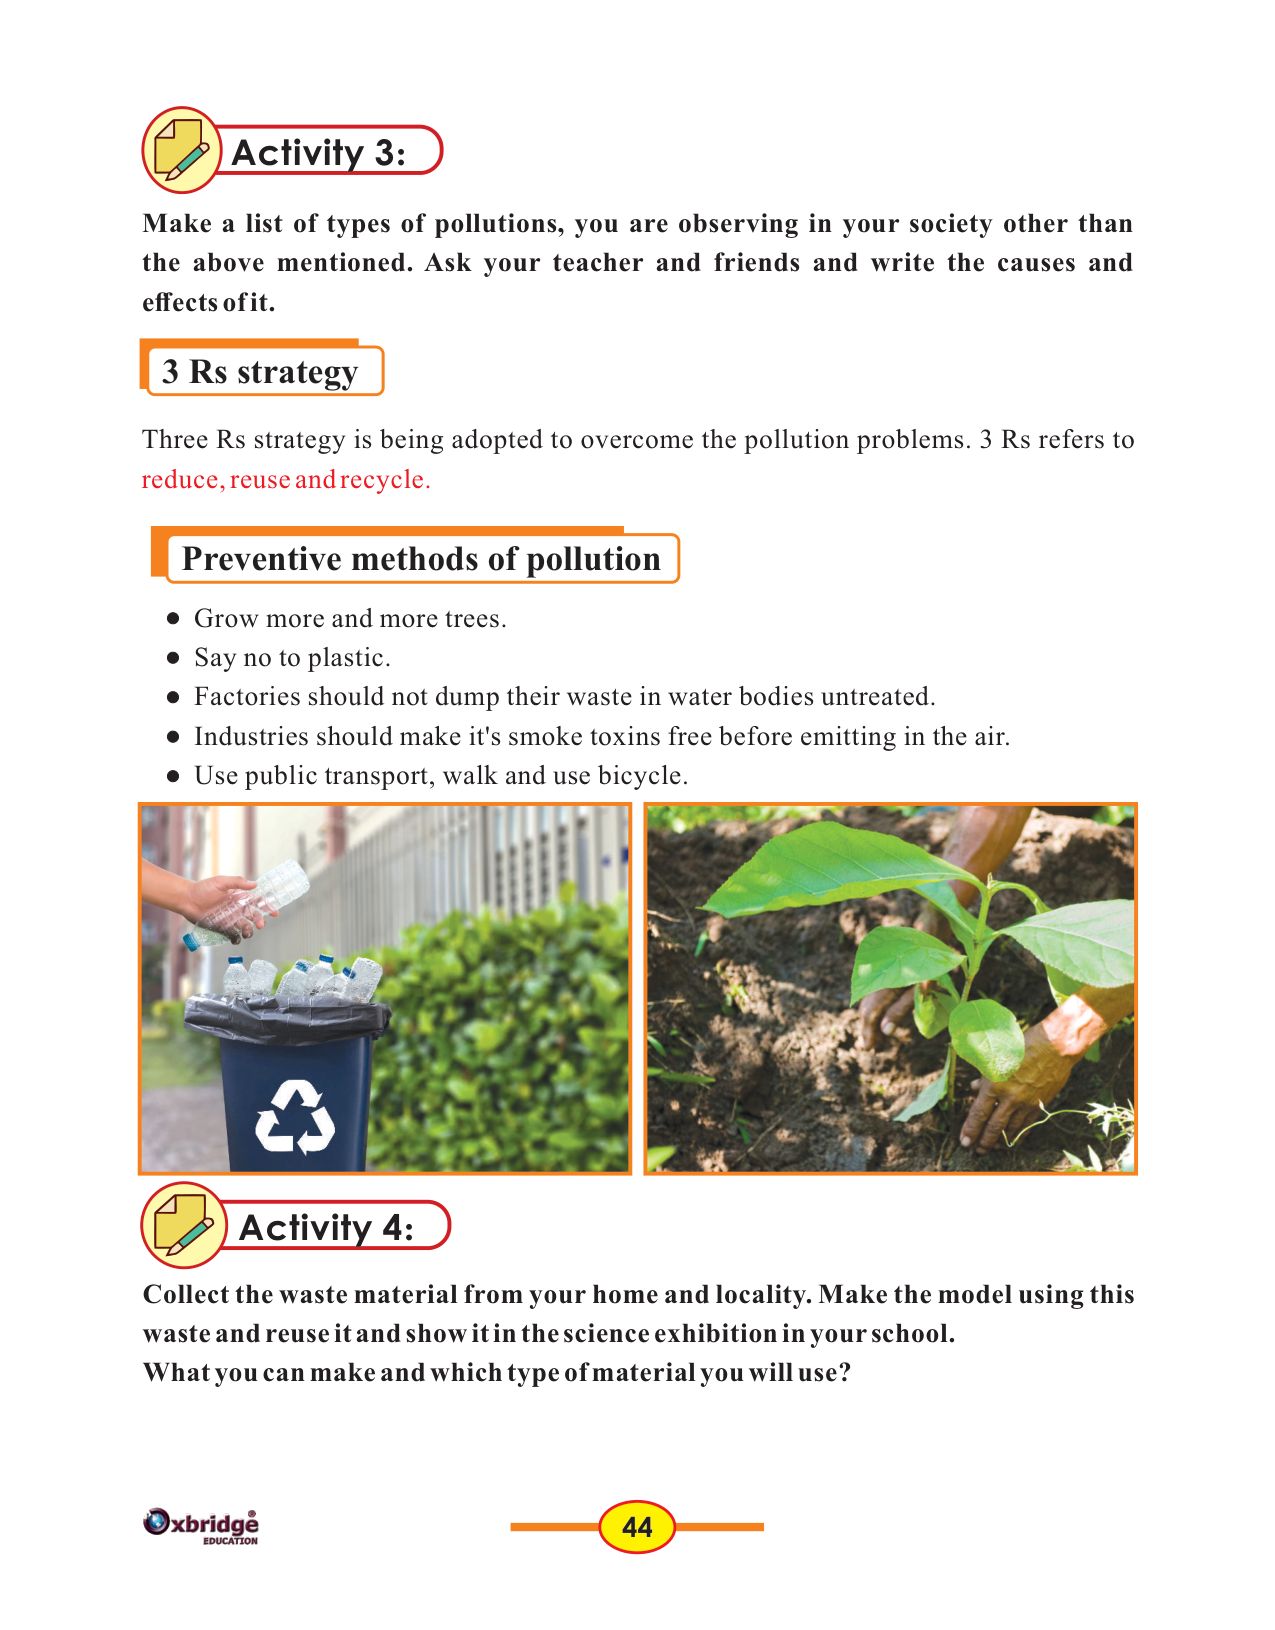 Activity 3:
Make a list of types of pollutions, you are observing in your society other than
the above mentioned. Ask your teacher and friends and write the causes and
effects of it.
3 Rs strategy
Three Rs strategy is being adopted to overcome the pollution problems. 3 Rs refers to
reduce, reuse and recycle.
Preventive methods of pollution
● Grow more and more trees.
● Say no to plastic.
● Factories should not dump their waste in water bodies untreated.
● Industries should make it's smoke toxins free before emitting in the air.
● Use public transport, walk and use bicycle.
Activity 4:
Collect the waste material from your home and locality. Make the model using this
waste and reuse it and show it in the science exhibition in your school.
What you can make and which type of material you will use?
Oxbridge®
EDUCATION
44